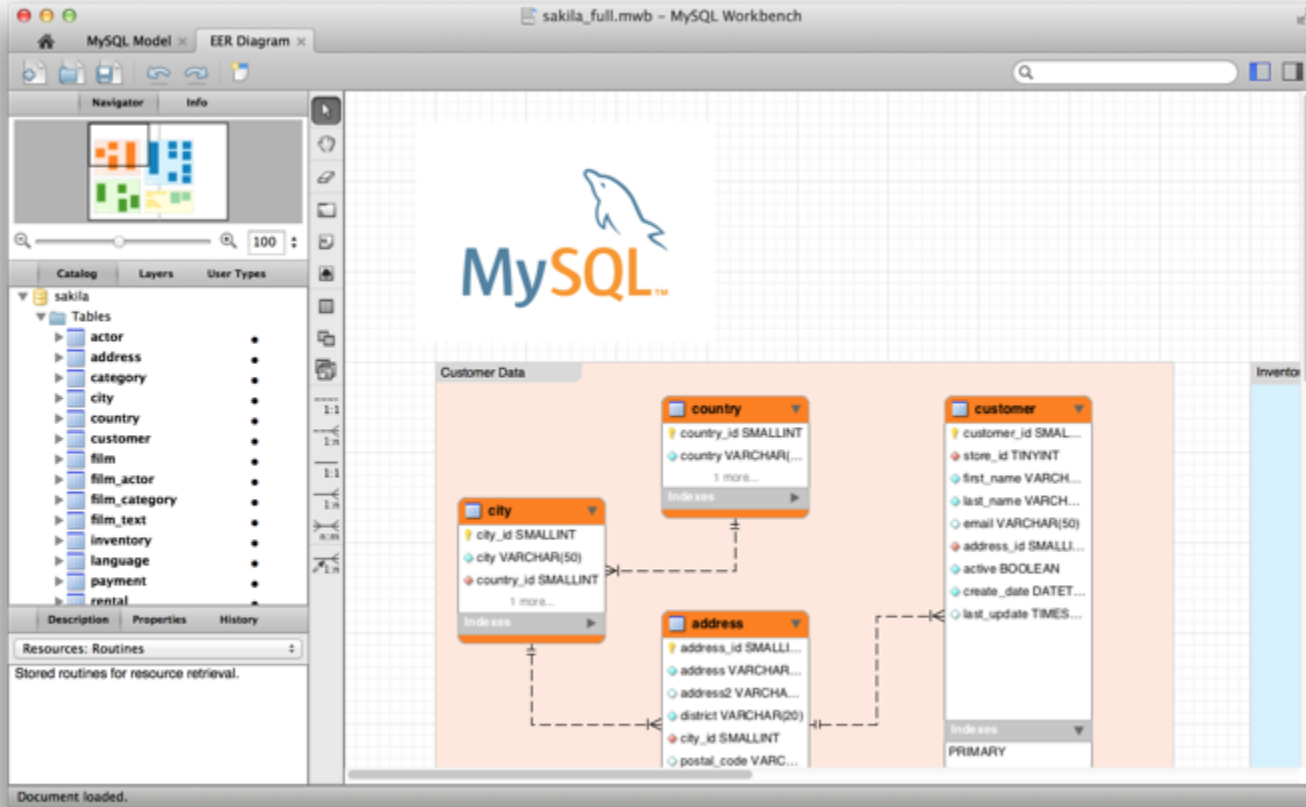 sakila_full.mwb – MySQL Workbench
MySQL Model
EER Diagram
Navigator
Info
100
Catalog
Layers
User Types
sakila
Tables
actor
address
category
city
country
customer
film
film_actor
film_category
film_text
inventory
language
payment
rental
Description
Properties
History
Resources: Routines
Stored routines for resource retrieval.
Document loaded.
1:1
1:n
1:1
1:n
n:m
1:n
MySQL™
Customer Data
Inventor
country
country_id SMALLINT
country VARCHAR(...
1 more...
Indexes
customer
customer_id SMAL...
store_id TINYINT
first_name VARCH...
last_name VARCH...
email VARCHAR(50)
address_id SMALLI...
active BOOLEAN
create_date DATET...
last_update TIMES...
Indexes
PRIMARY
city
city_id SMALLINT
city VARCHAR(50)
country_id SMALLINT
1 more...
Indexes
address
address_id SMALLI...
address VARCHAR...
address2 VARCHA...
district VARCHAR(20)
city_id SMALLINT
postal_code VARC...